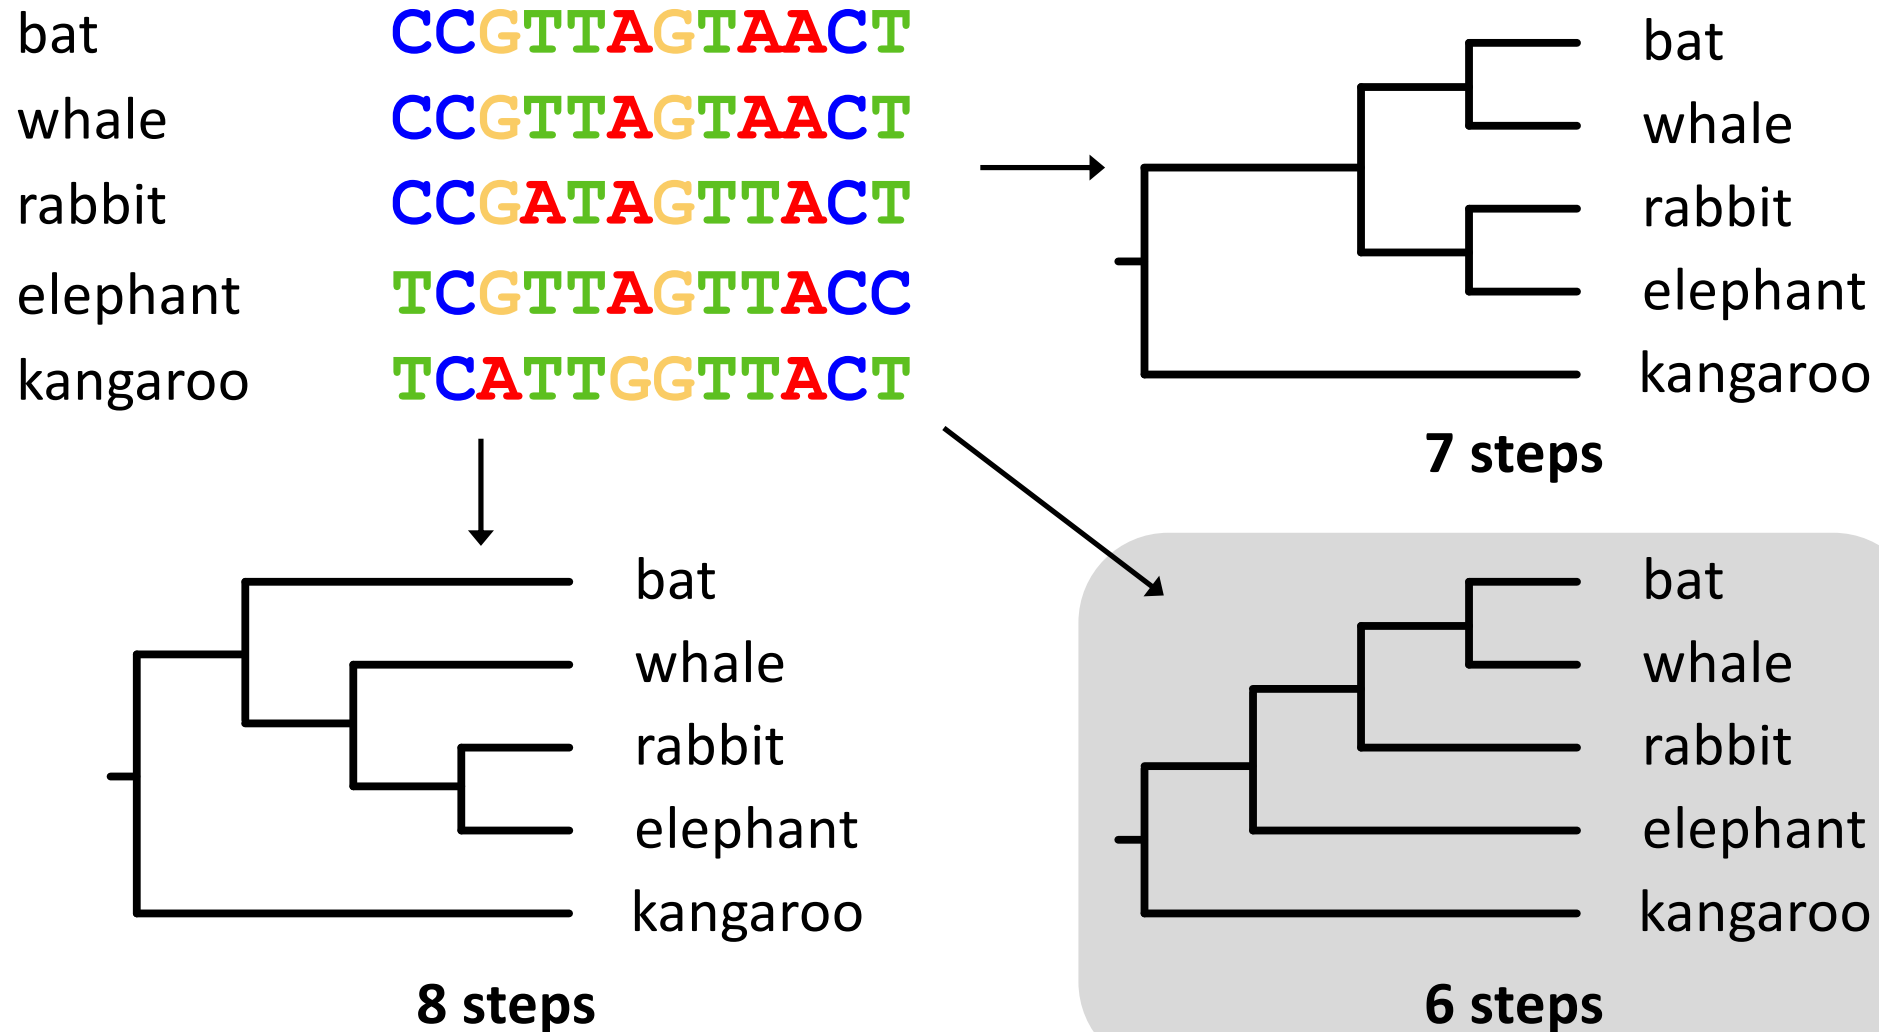 bat CCGTTAGTAACT
whale CCGTTAGTAACT
rabbit CCGATAGTTACT
elephant TCGTTAGTTACC
kangaroo TCATTGGTTACT
bat
whale
rabbit
elephant
kangaroo
7 steps
bat
whale
rabbit
elephant
kangaroo
8 steps
bat
whale
rabbit
elephant
kangaroo
6 steps